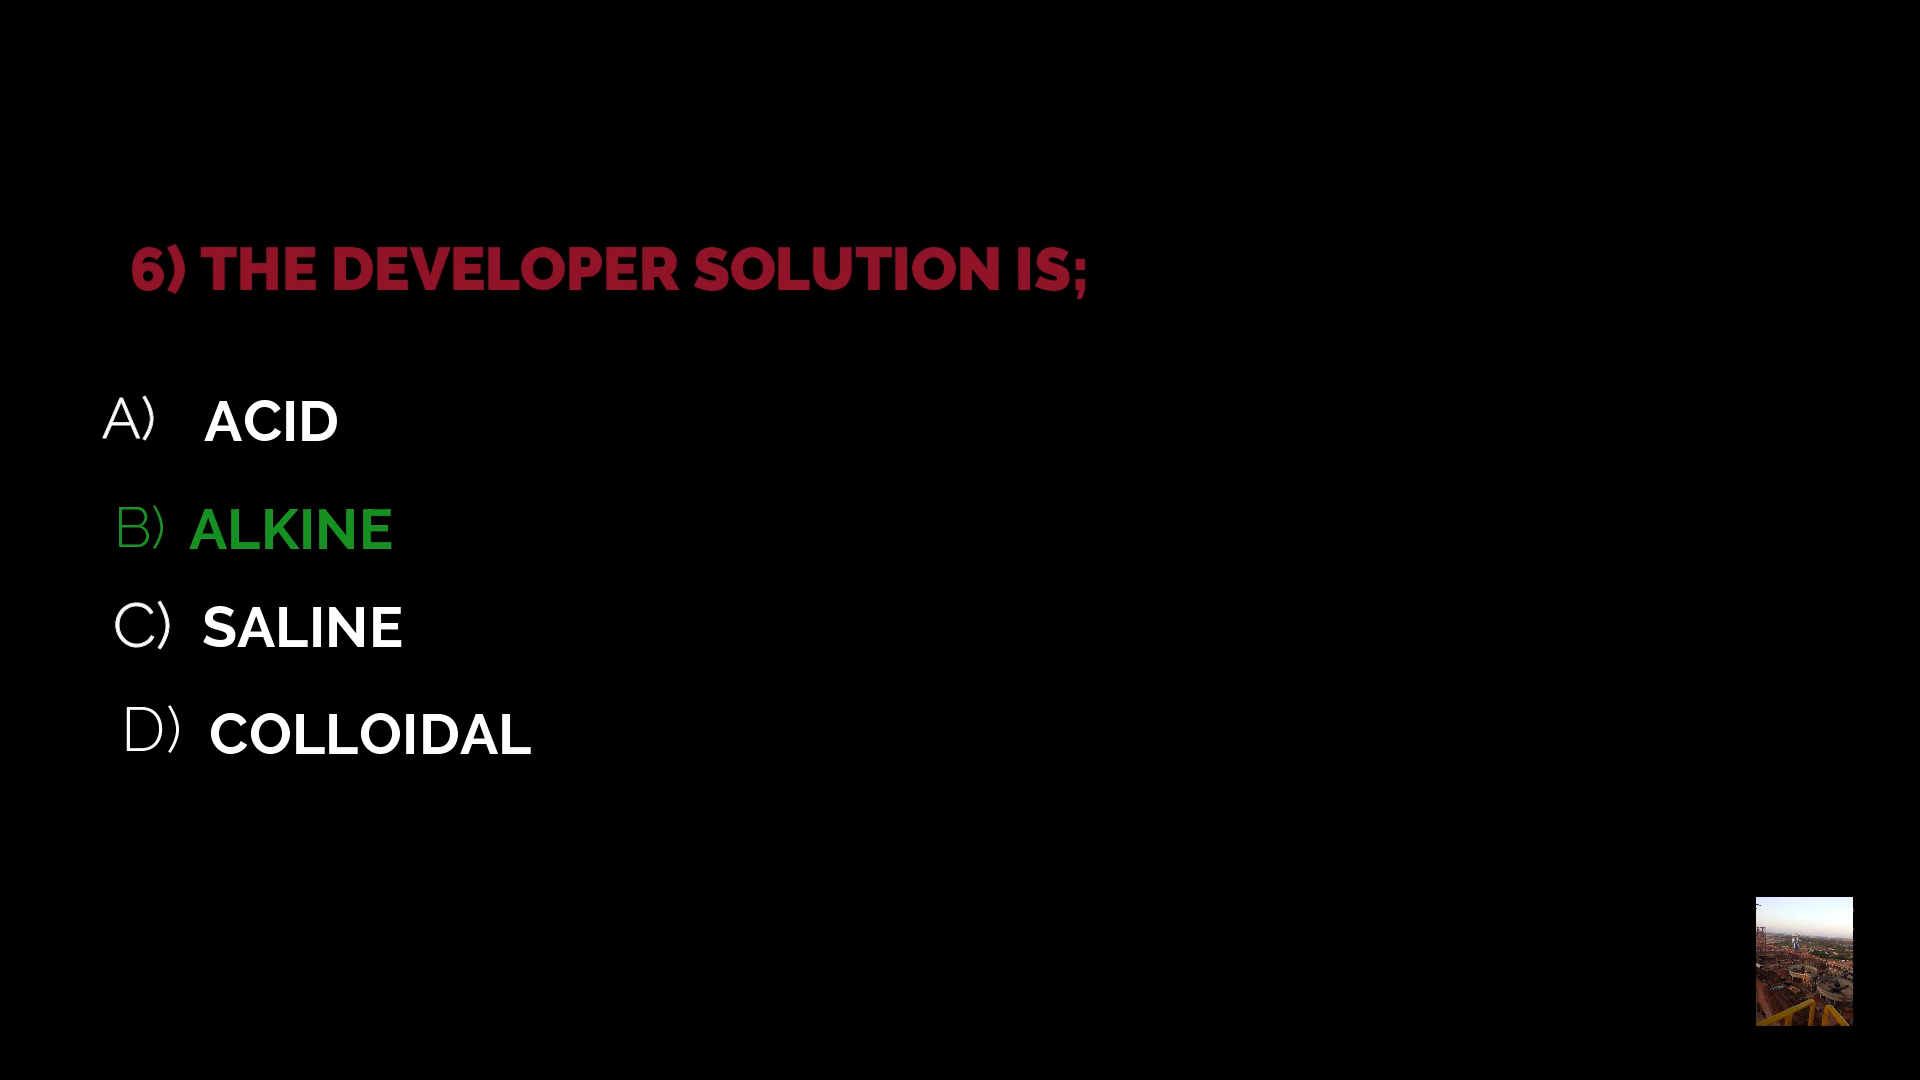 6) THE DEVELOPER SOLUTION IS;
A) ACID
B) ALKINE
C) SALINE
D) COLLOIDAL